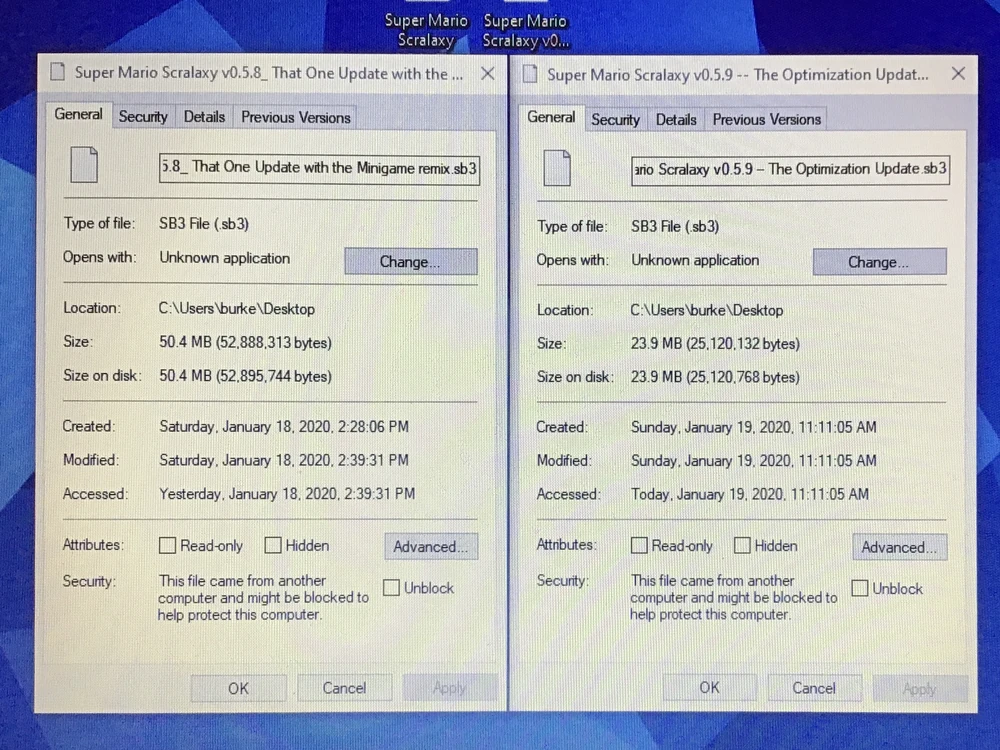 Super Mario Scralaxy
Super Mario Scralaxy v0...
Super Mario Scralaxy v0.5.8_ That One Update with the ...
General Security Details Previous Versions
5.8_ That One Update with the Minigame remix.sb3
Type of file: SB3 File (.sb3)
Opens with: Unknown application Change...
Location: C:\Users\burke\Desktop
Size: 50.4 MB (52,888,313 bytes)
Size on disk: 50.4 MB (52,895,744 bytes)
Created: Saturday, January 18, 2020, 2:28:06 PM
Modified: Saturday, January 18, 2020, 2:39:31 PM
Accessed: Yesterday, January 18, 2020, 2:39:31 PM
Attributes: Read-only Hidden Advanced...
Security: This file came from another
computer and might be blocked to
help protect this computer.
Unblock
OK Cancel Apply
Super Mario Scralaxy v0.5.9 -- The Optimization Updat...
General Security Details Previous Versions
ario Scralaxy v0.5.9 – The Optimization Update.sb3
Type of file: SB3 File (.sb3)
Opens with: Unknown application Change...
Location: C:\Users\burke\Desktop
Size: 23.9 MB (25,120,132 bytes)
Size on disk: 23.9 MB (25,120,768 bytes)
Created: Sunday, January 19, 2020, 11:11:05 AM
Modified: Sunday, January 19, 2020, 11:11:05 AM
Accessed: Today, January 19, 2020, 11:11:05 AM
Attributes: Read-only Hidden Advanced...
Security: This file came from another
computer and might be blocked to
help protect this computer.
Unblock
OK Cancel Apply